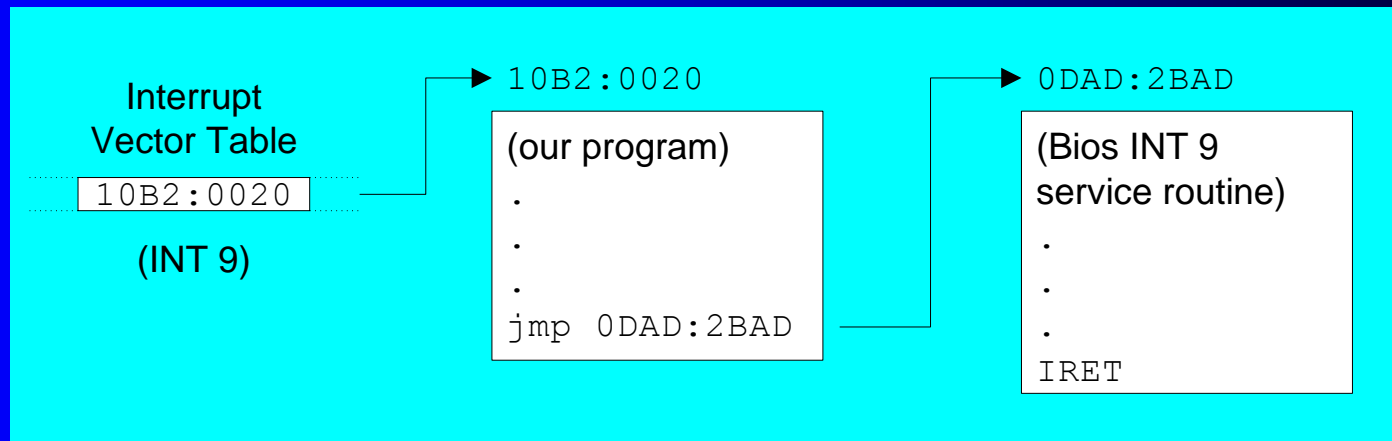 Interrupt
Vector Table
10B2:0020
(INT 9)
10B2:0020
(our program)
.
.
.
jmp 0DAD:2BAD
0DAD:2BAD
(Bios INT 9
service routine)
.
.
.
IRET